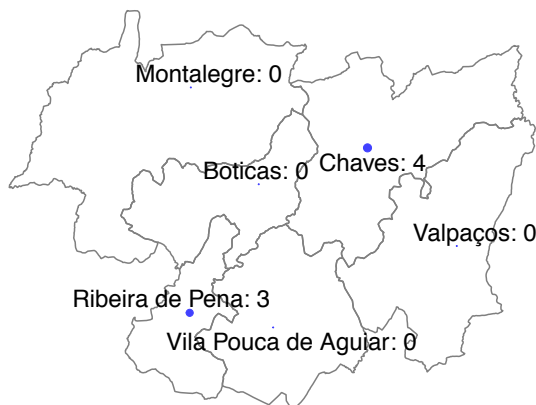 Montalegre: 0
Boticas: 0
Chaves: 4
Valpaços: 0
Ribeira de Pena: 3
Vila Pouca de Aguiar: 0